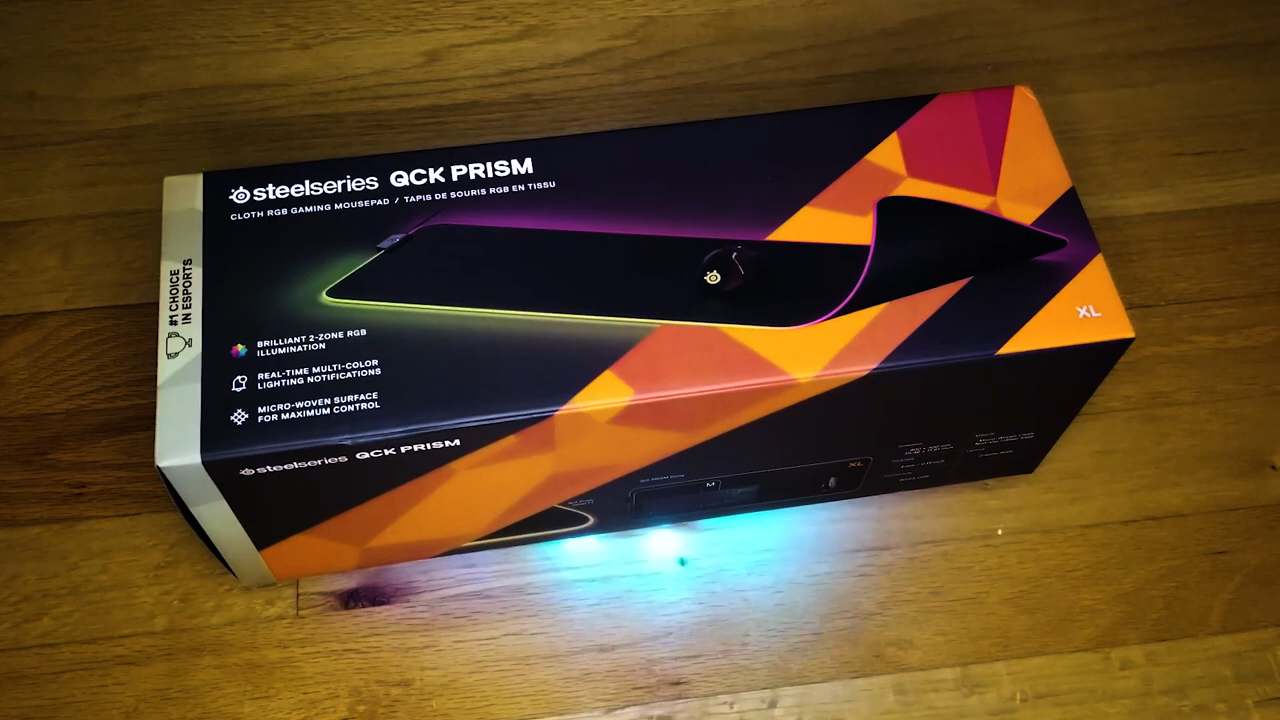 steelseries QCK PRISM
CLOTH RGB GAMING MOUSEPAD / TAPIS DE SOURIS RGB EN TISSU
#1 CHOICE
IN ESPORTS
BRILLIANT 2-ZONE RGB
ILLUMINATION
REAL-TIME MULTI-COLOR
LIGHTING NOTIFICATIONS
MICRO-WOVEN SURFACE
FOR MAXIMUM CONTROL
XL
steelseries QCK PRISM
XL
M